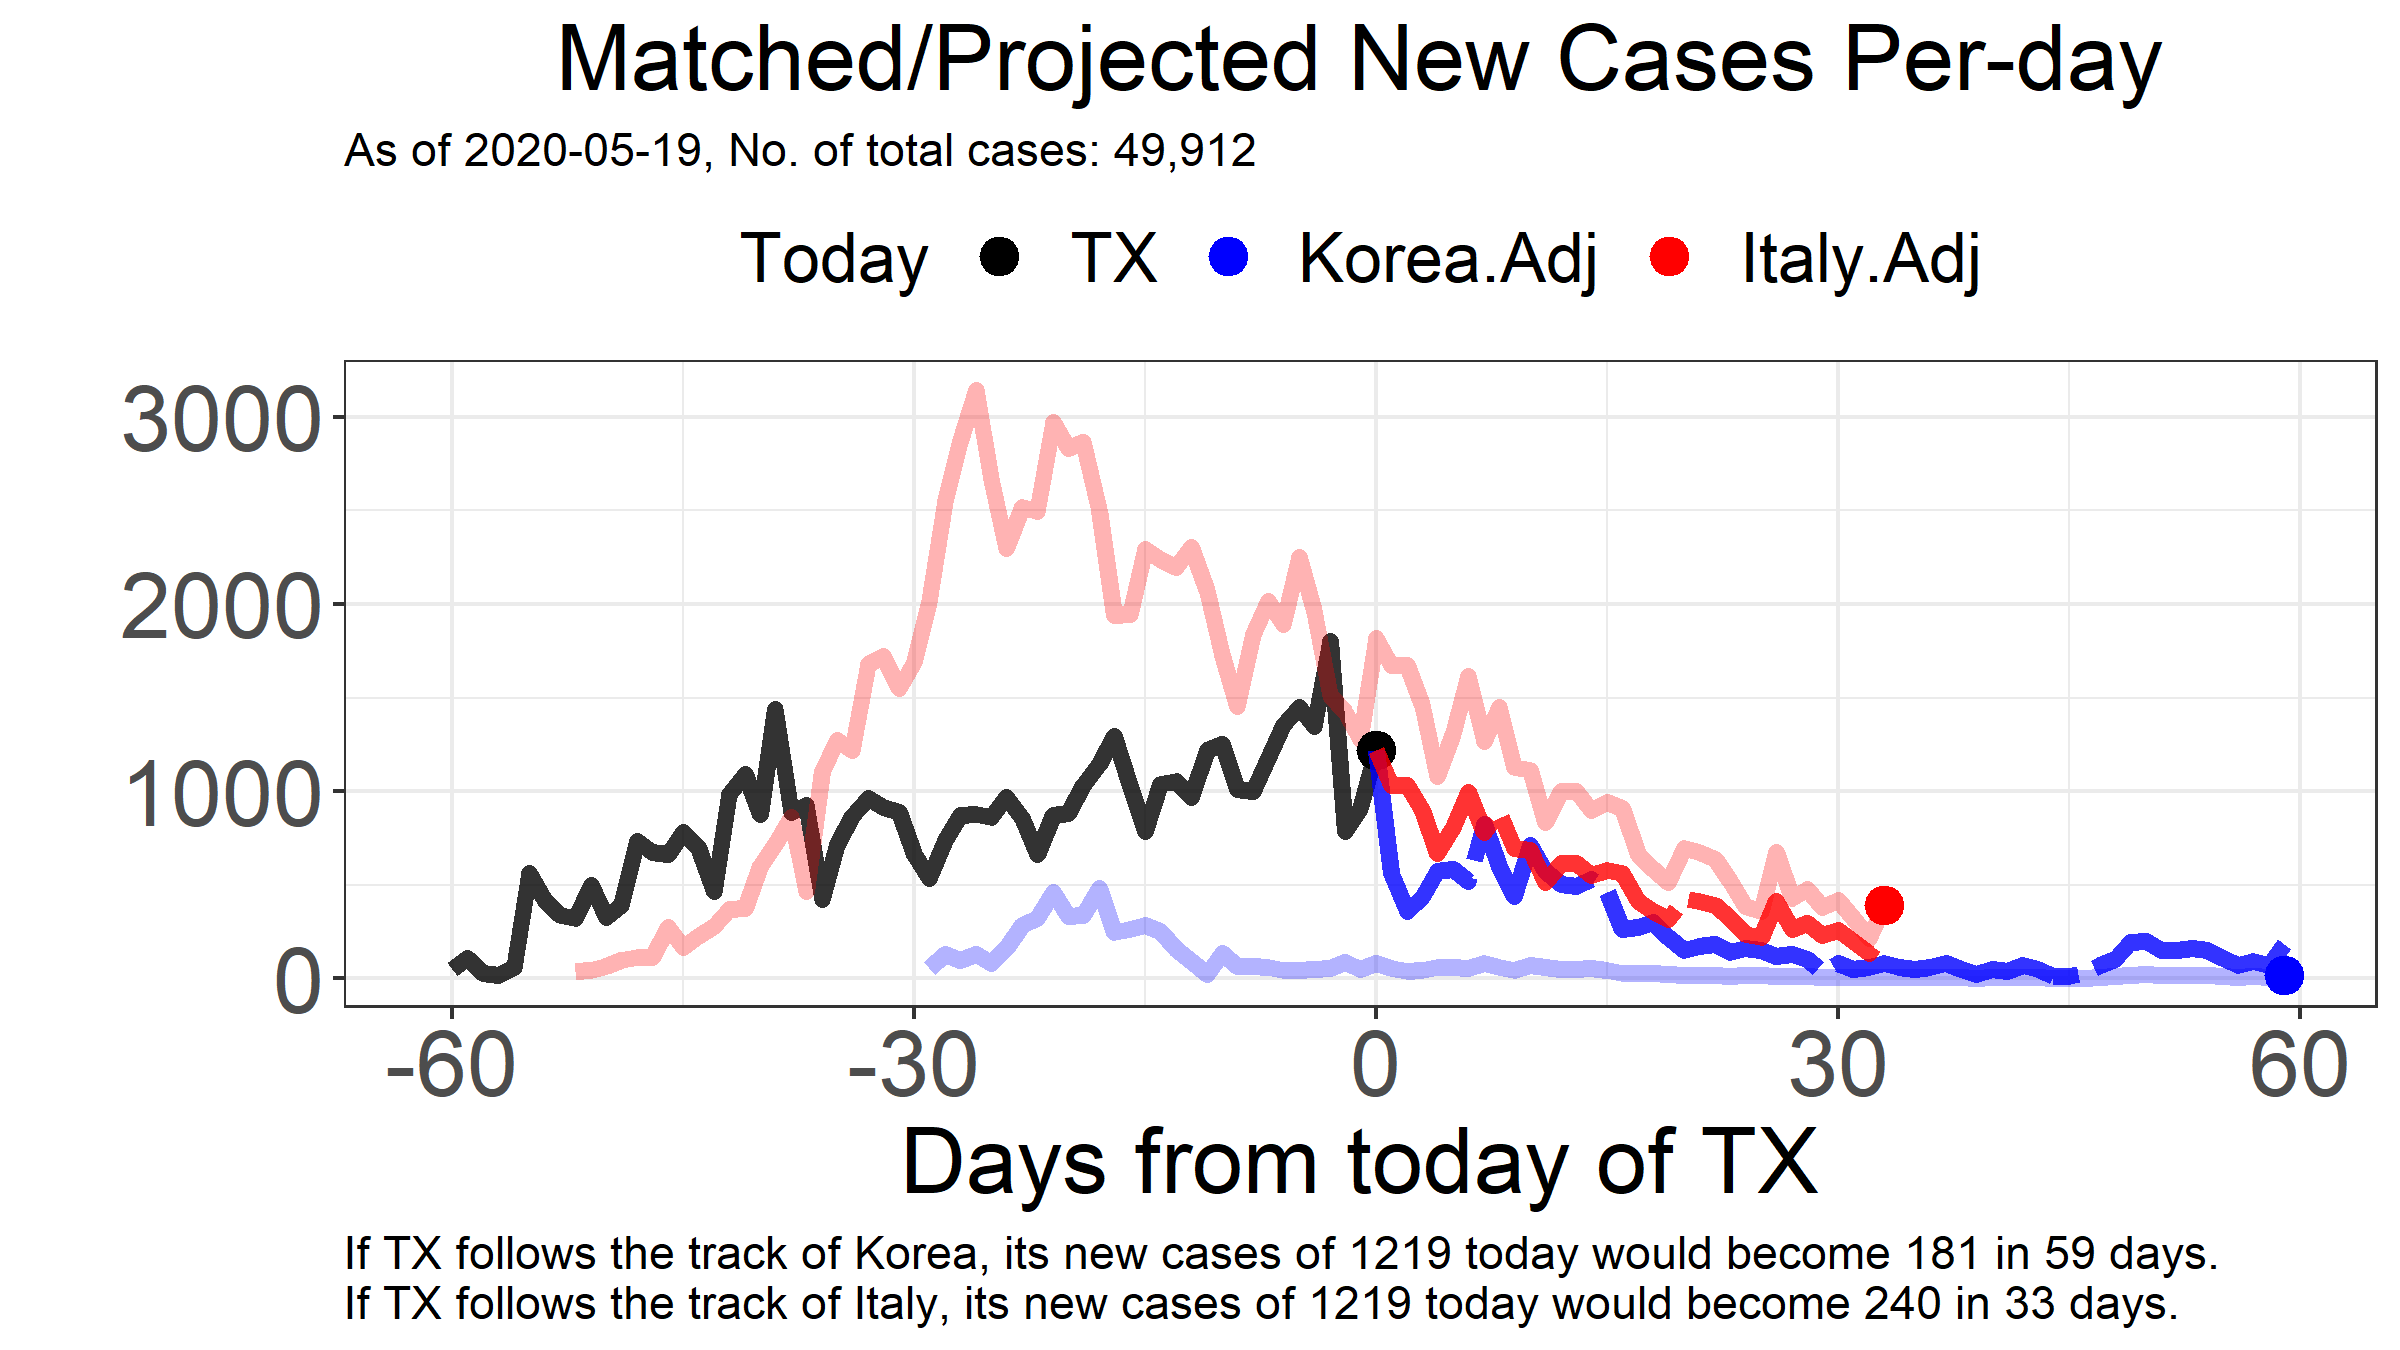 Matched/Projected New Cases Per-day
As of 2020-05-19, No. of total cases: 49,912
Today TX Korea.Adj Italy.Adj
3000
2000
1000
0
-60 -30 0 30 60
Days from today of TX
If TX follows the track of Korea, its new cases of 1219 today would become 181 in 59 days.
If TX follows the track of Italy, its new cases of 1219 today would become 240 in 33 days.